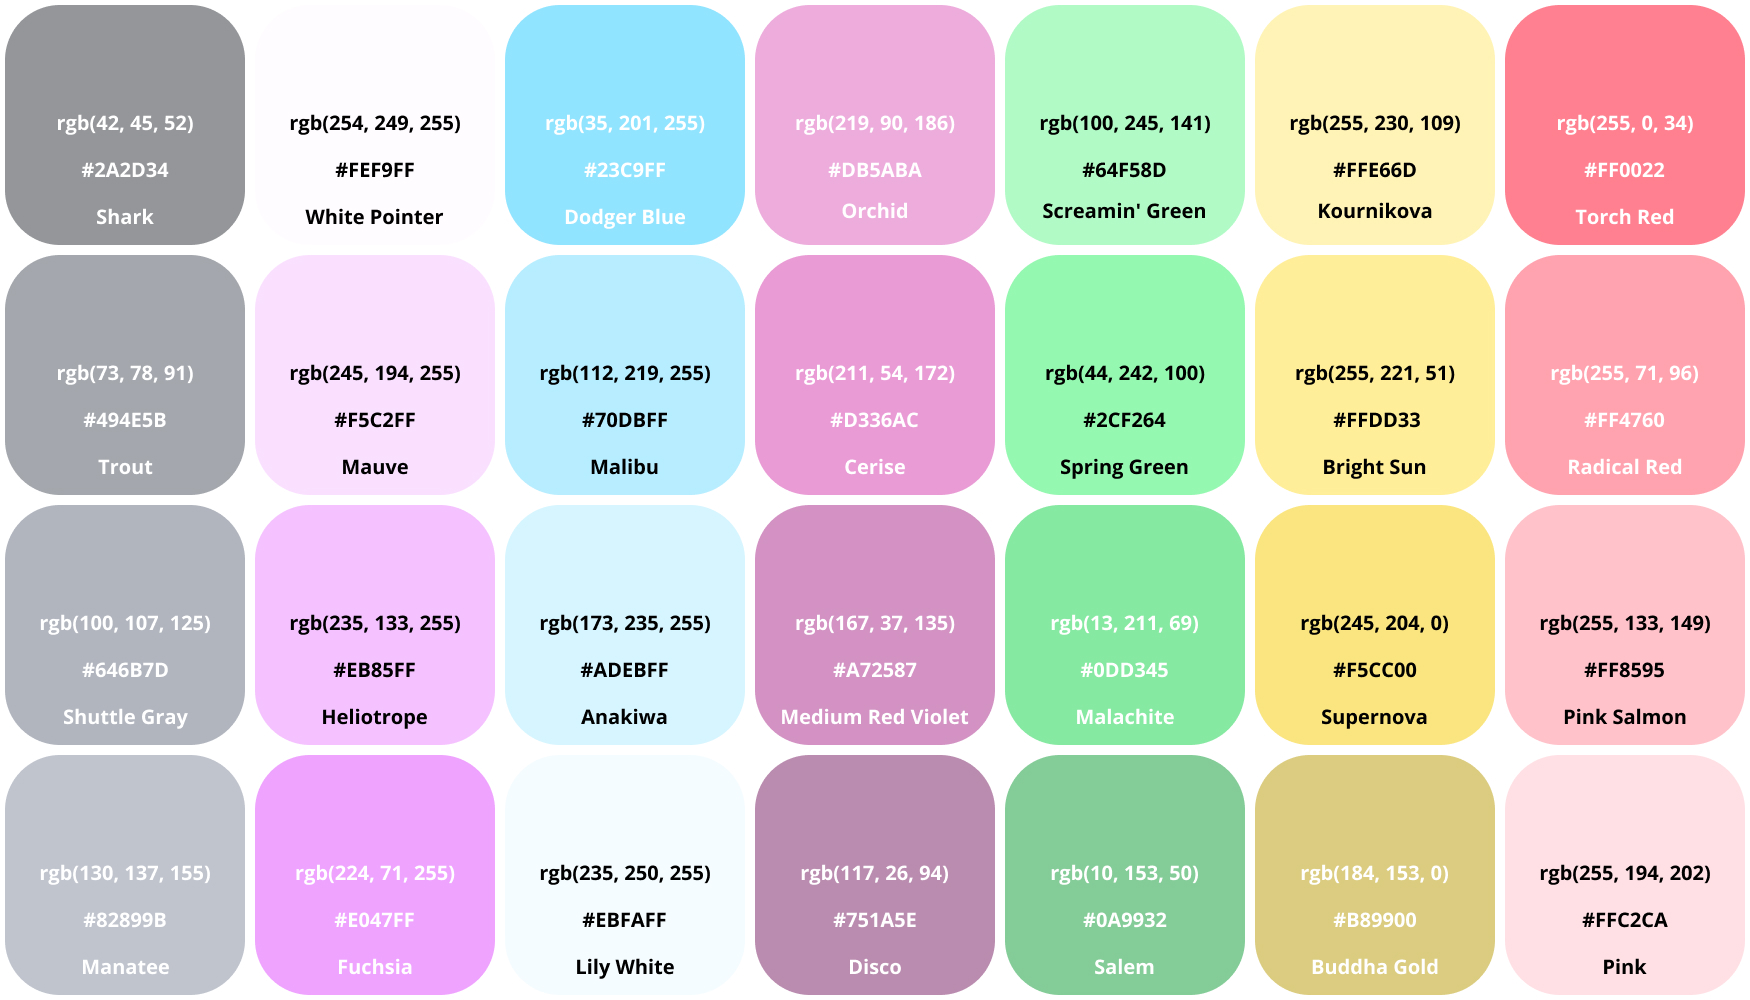 rgb(42, 45, 52)
#2A2D34
Shark
rgb(254, 249, 255)
#FEF9FF
White Pointer
rgb(35, 201, 255)
#23C9FF
Dodger Blue
rgb(219, 90, 186)
#DB5ABA
Orchid
rgb(100, 245, 141)
#64F58D
Screamin' Green
rgb(255, 230, 109)
#FFE66D
Kournikova
rgb(255, 0, 34)
#FF0022
Torch Red
rgb(73, 78, 91)
#494E5B
Trout
rgb(245, 194, 255)
#F5C2FF
Mauve
rgb(112, 219, 255)
#70DBFF
Malibu
rgb(211, 54, 172)
#D336AC
Cerise
rgb(44, 242, 100)
#2CF264
Spring Green
rgb(255, 221, 51)
#FFDD33
Bright Sun
rgb(255, 71, 96)
#FF4760
Radical Red
rgb(100, 107, 125)
#646B7D
Shuttle Gray
rgb(235, 133, 255)
#EB85FF
Heliotrope
rgb(173, 235, 255)
#ADEBFF
Anakiwa
rgb(167, 37, 135)
#A72587
Medium Red Violet
rgb(13, 211, 69)
#0DD345
Malachite
rgb(245, 204, 0)
#F5CC00
Supernova
rgb(255, 133, 149)
#FF8595
Pink Salmon
rgb(130, 137, 155)
#82899B
Manatee
rgb(224, 71, 255)
#E047FF
Fuchsia
rgb(235, 250, 255)
#EBFAFF
Lily White
rgb(117, 26, 94)
#751A5E
Disco
rgb(10, 153, 50)
#0A9932
Salem
rgb(184, 153, 0)
#B89900
Buddha Gold
rgb(255, 194, 202)
#FFC2CA
Pink